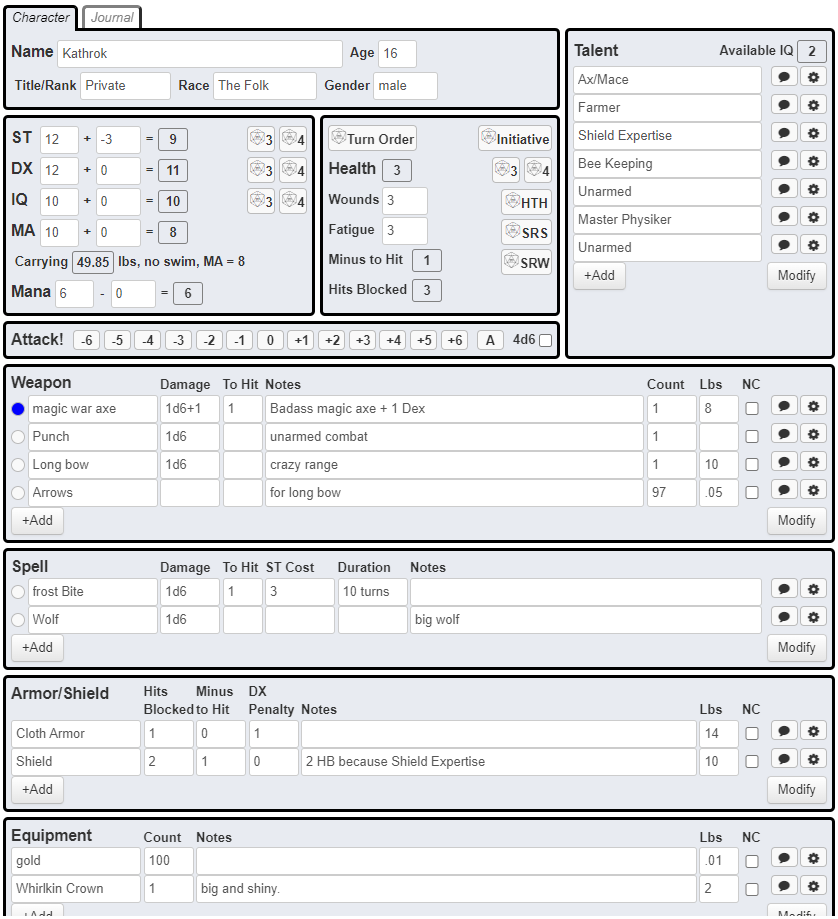 Character Journal
Name Kathrok Age 16
Title/Rank Private Race The Folk Gender male
ST 12 + -3 = 9 3 4
DX 12 + 0 = 11 3 4
IQ 10 + 0 = 10 3 4
MA 10 + 0 = 8
Carrying 49.85 lbs, no swim, MA = 8
Mana 6 - 0 = 6
Turn Order Initiative
Health 3 3 4
Wounds 3 HTH
Fatigue 3 SRS
Minus to Hit 1 SRW
Hits Blocked 3
Attack! -6 -5 -4 -3 -2 -1 0 +1 +2 +3 +4 +5 +6 A 4d6
Talent Available IQ 2
Ax/Mace
Farmer
Shield Expertise
Bee Keeping
Unarmed
Master Physiker
Unarmed
+Add Modify
Weapon Damage To Hit Notes Count Lbs NC
magic war axe 1d6+1 1 Badass magic axe + 1 Dex 1 8
Punch 1d6 unarmed combat 1
Long bow 1d6 crazy range 1 10
Arrows for long bow 97 .05
+Add Modify
Spell Damage To Hit ST Cost Duration Notes
frost Bite 1d6 1 3 10 turns
Wolf 1d6 big wolf
+Add Modify
Armor/Shield Hits Blocked Minus to Hit DX Penalty Notes Lbs NC
Cloth Armor 1 0 1 14
Shield 2 1 0 2 HB because Shield Expertise 10
+Add Modify
Equipment Count Notes Lbs NC
gold 100 .01
Whirlkin Crown 1 big and shiny. 2
+Add Modify